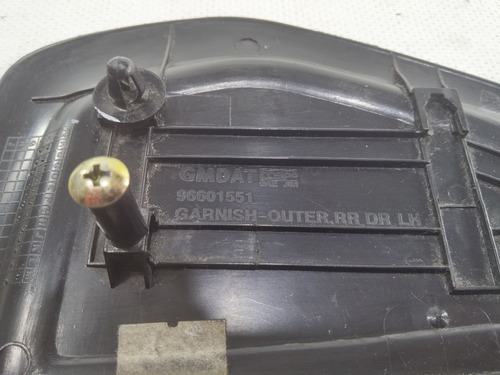 GMDAT
96601551
GARNISH-OUTER,RR DR LH